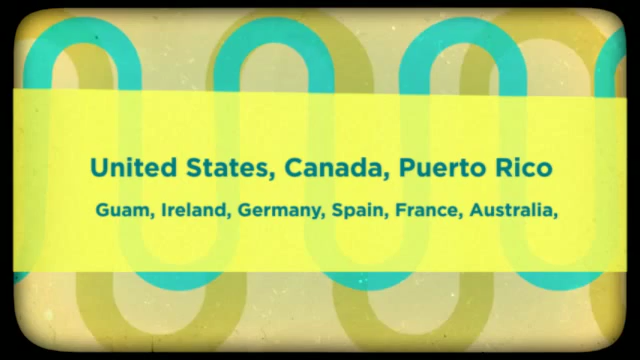 United States, Canada, Puerto Rico
Guam, Ireland, Germany, Spain, France, Australia,